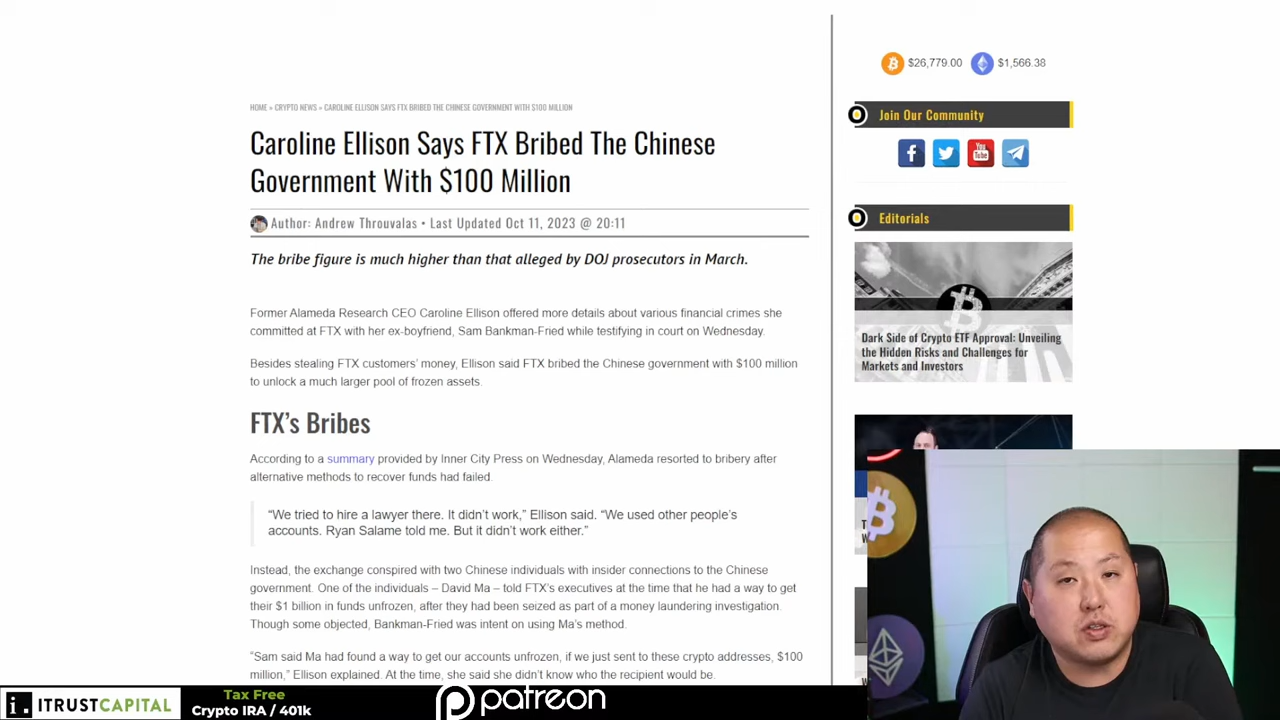 $26,779.00 $1,566.38
HOME » CRYPTO NEWS » CAROLINE ELLISON SAYS FTX BRIBED THE CHINESE GOVERNMENT WITH $100 MILLION
Caroline Ellison Says FTX Bribed The Chinese
Government With $100 Million
Author: Andrew Throuvalas • Last Updated Oct 11, 2023 @ 20:11
The bribe figure is much higher than that alleged by DOJ prosecutors in March.
Former Alameda Research CEO Caroline Ellison offered more details about various financial crimes she
committed at FTX with her ex-boyfriend, Sam Bankman-Fried while testifying in court on Wednesday.
Besides stealing FTX customers' money, Ellison said FTX bribed the Chinese government with $100 million
to unlock a much larger pool of frozen assets.
FTX's Bribes
According to a summary provided by Inner City Press on Wednesday, Alameda resorted to bribery after
alternative methods to recover funds had failed.
“We tried to hire a lawyer there. It didn't work,” Ellison said. “We used other people's
accounts. Ryan Salame told me. But it didn't work either.”
Instead, the exchange conspired with two Chinese individuals with insider connections to the Chinese
government. One of the individuals – David Ma – told FTX's executives at the time that he had a way to get
their $1 billion in funds unfrozen, after they had been seized as part of a money laundering investigation.
Though some objected, Bankman-Fried was intent on using Ma's method.
“Sam said Ma had found a way to get our accounts unfrozen, if we just sent to these crypto addresses, $100
million,” Ellison explained. At the time, she said she didn't know who the recipient would be.
Join Our Community
You
Tube
Editorials
Dark Side of Crypto ETF Approval: Unveiling
the Hidden Risks and Challenges for
Markets and Investors
i. ITRUSTCAPITAL
Tax Free
Crypto IRA / 401k
patreon